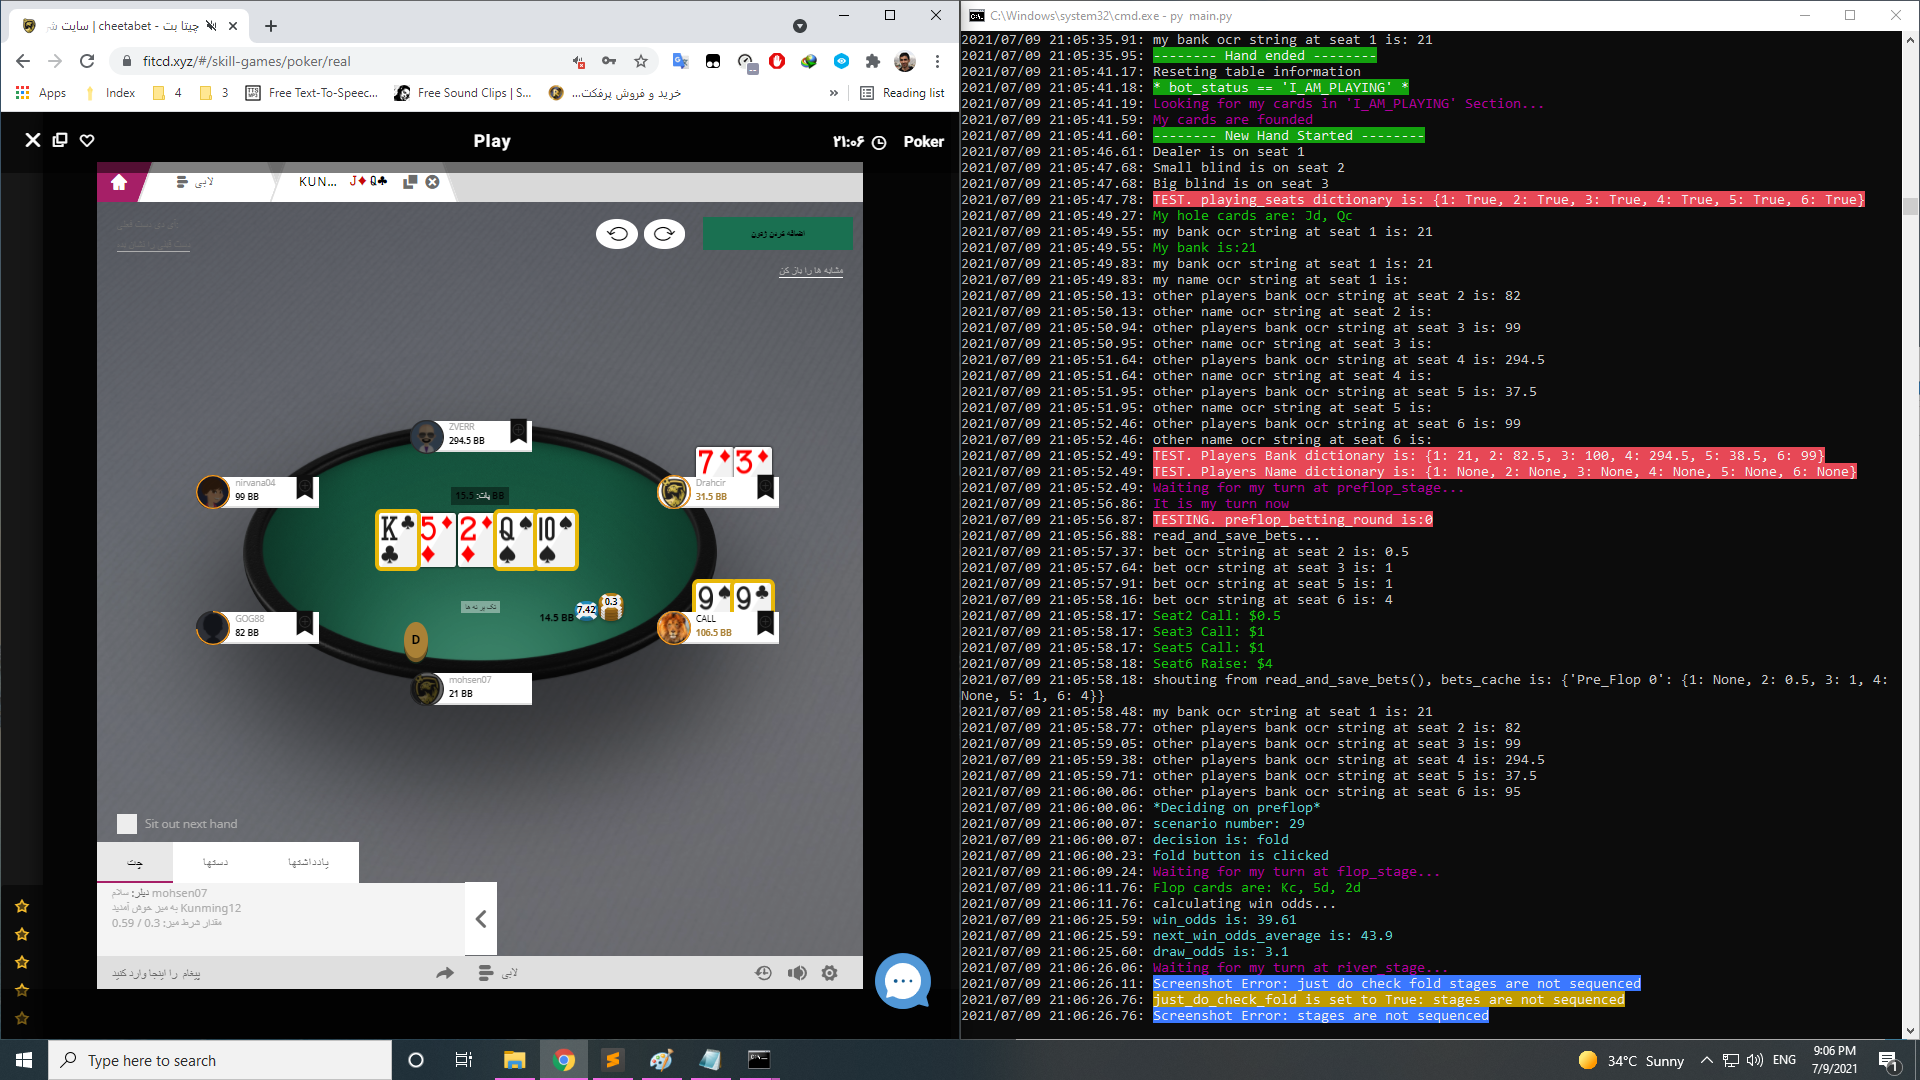 چیتا بت - cheetabet | سایت
fitcd.xyz/#/skill-games/poker/real
Apps
Index
4
3
Free Text-To-Speec...
Free Sound Clips | S...
خرید و فروش پرفکت...
»
Reading list
Play
۲۱:۰۶
Poker
لابی
KUN...
J♦ Q♣
اضافه کردن ژتون
مشابه ها را باز کن
ZVERR
294.5 BB
7♦ 3♦
nirvana04
99 BB
Drahcir
31.5 BB
پات: 15.5 BB
K♣ 5♦ 2♦ Q♠ 10♠
9♠ 9♣
14.5 BB
7.42
0.3
GOG88
82 BB
CALL
106.5 BB
D
mohsen07
21 BB
Sit out next hand
چت
دستها
یادداشتها
دیلر: سلام mohsen07
به میز خوش آمدید Kunming12
مقدار شرط میز: 0.3 / 0.59
پیغام را اینجا وارد کنید
لابی
C:\Windows\system32\cmd.exe - py main.py
2021/07/09 21:05:35.91: my bank ocr string at seat 1 is: 21
2021/07/09 21:05:35.95: -------- Hand ended --------
2021/07/09 21:05:41.17: Reseting table information
2021/07/09 21:05:41.18: * bot_status == 'I_AM_PLAYING' *
2021/07/09 21:05:41.19: Looking for my cards in 'I_AM_PLAYING' Section...
2021/07/09 21:05:41.59: My cards are founded
2021/07/09 21:05:41.60: -------- New Hand Started --------
2021/07/09 21:05:46.61: Dealer is on seat 1
2021/07/09 21:05:47.68: Small blind is on seat 2
2021/07/09 21:05:47.68: Big blind is on seat 3
2021/07/09 21:05:47.78: TEST. playing_seats dictionary is: {1: True, 2: True, 3: True, 4: True, 5: True, 6: True}
2021/07/09 21:05:49.27: My hole cards are: Jd, Qc
2021/07/09 21:05:49.55: my bank ocr string at seat 1 is: 21
2021/07/09 21:05:49.55: My bank is:21
2021/07/09 21:05:49.83: my bank ocr string at seat 1 is: 21
2021/07/09 21:05:49.83: my name ocr string at seat 1 is:
2021/07/09 21:05:50.13: other players bank ocr string at seat 2 is: 82
2021/07/09 21:05:50.13: other name ocr string at seat 2 is:
2021/07/09 21:05:50.94: other players bank ocr string at seat 3 is: 99
2021/07/09 21:05:50.95: other name ocr string at seat 3 is:
2021/07/09 21:05:51.64: other players bank ocr string at seat 4 is: 294.5
2021/07/09 21:05:51.64: other name ocr string at seat 4 is:
2021/07/09 21:05:51.95: other players bank ocr string at seat 5 is: 37.5
2021/07/09 21:05:51.95: other name ocr string at seat 5 is:
2021/07/09 21:05:52.46: other players bank ocr string at seat 6 is: 99
2021/07/09 21:05:52.46: other name ocr string at seat 6 is:
2021/07/09 21:05:52.49: TEST. Players Bank dictionary is: {1: 21, 2: 82.5, 3: 100, 4: 294.5, 5: 38.5, 6: 99}
2021/07/09 21:05:52.49: TEST. Players Name dictionary is: {1: None, 2: None, 3: None, 4: None, 5: None, 6: None}
2021/07/09 21:05:52.49: Waiting for my turn at preflop_stage...
2021/07/09 21:05:56.86: It is my turn now
2021/07/09 21:05:56.87: TESTING. preflop_betting_round is:0
2021/07/09 21:05:56.88: read_and_save_bets...
2021/07/09 21:05:57.37: bet ocr string at seat 2 is: 0.5
2021/07/09 21:05:57.64: bet ocr string at seat 3 is: 1
2021/07/09 21:05:57.91: bet ocr string at seat 5 is: 1
2021/07/09 21:05:58.16: bet ocr string at seat 6 is: 4
2021/07/09 21:05:58.17: Seat2 Call: $0.5
2021/07/09 21:05:58.17: Seat3 Call: $1
2021/07/09 21:05:58.17: Seat5 Call: $1
2021/07/09 21:05:58.18: Seat6 Raise: $4
2021/07/09 21:05:58.18: shouting from read_and_save_bets(), bets_cache is: {'Pre_Flop 0': {1: None, 2: 0.5, 3: 1, 4:
None, 5: 1, 6: 4}}
2021/07/09 21:05:58.48: my bank ocr string at seat 1 is: 21
2021/07/09 21:05:58.77: other players bank ocr string at seat 2 is: 82
2021/07/09 21:05:59.05: other players bank ocr string at seat 3 is: 99
2021/07/09 21:05:59.38: other players bank ocr string at seat 4 is: 294.5
2021/07/09 21:05:59.71: other players bank ocr string at seat 5 is: 37.5
2021/07/09 21:06:00.06: other players bank ocr string at seat 6 is: 95
2021/07/09 21:06:00.06: *Deciding on preflop*
2021/07/09 21:06:00.07: scenario number: 29
2021/07/09 21:06:00.07: decision is: fold
2021/07/09 21:06:00.23: fold button is clicked
2021/07/09 21:06:09.24: Waiting for my turn at flop_stage...
2021/07/09 21:06:11.76: Flop cards are: Kc, 5d, 2d
2021/07/09 21:06:11.76: calculating win odds...
2021/07/09 21:06:25.59: win_odds is: 39.61
2021/07/09 21:06:25.59: next_win_odds_average is: 43.9
2021/07/09 21:06:25.60: draw_odds is: 3.1
2021/07/09 21:06:26.06: Waiting for my turn at river_stage...
2021/07/09 21:06:26.11: Screenshot Error: just do check fold stages are not sequenced
2021/07/09 21:06:26.76: just_do_check_fold is set to True: stages are not sequenced
2021/07/09 21:06:26.76: Screenshot Error: stages are not sequenced
Type here to search
34°C Sunny
ENG
9:06 PM
7/9/2021
1